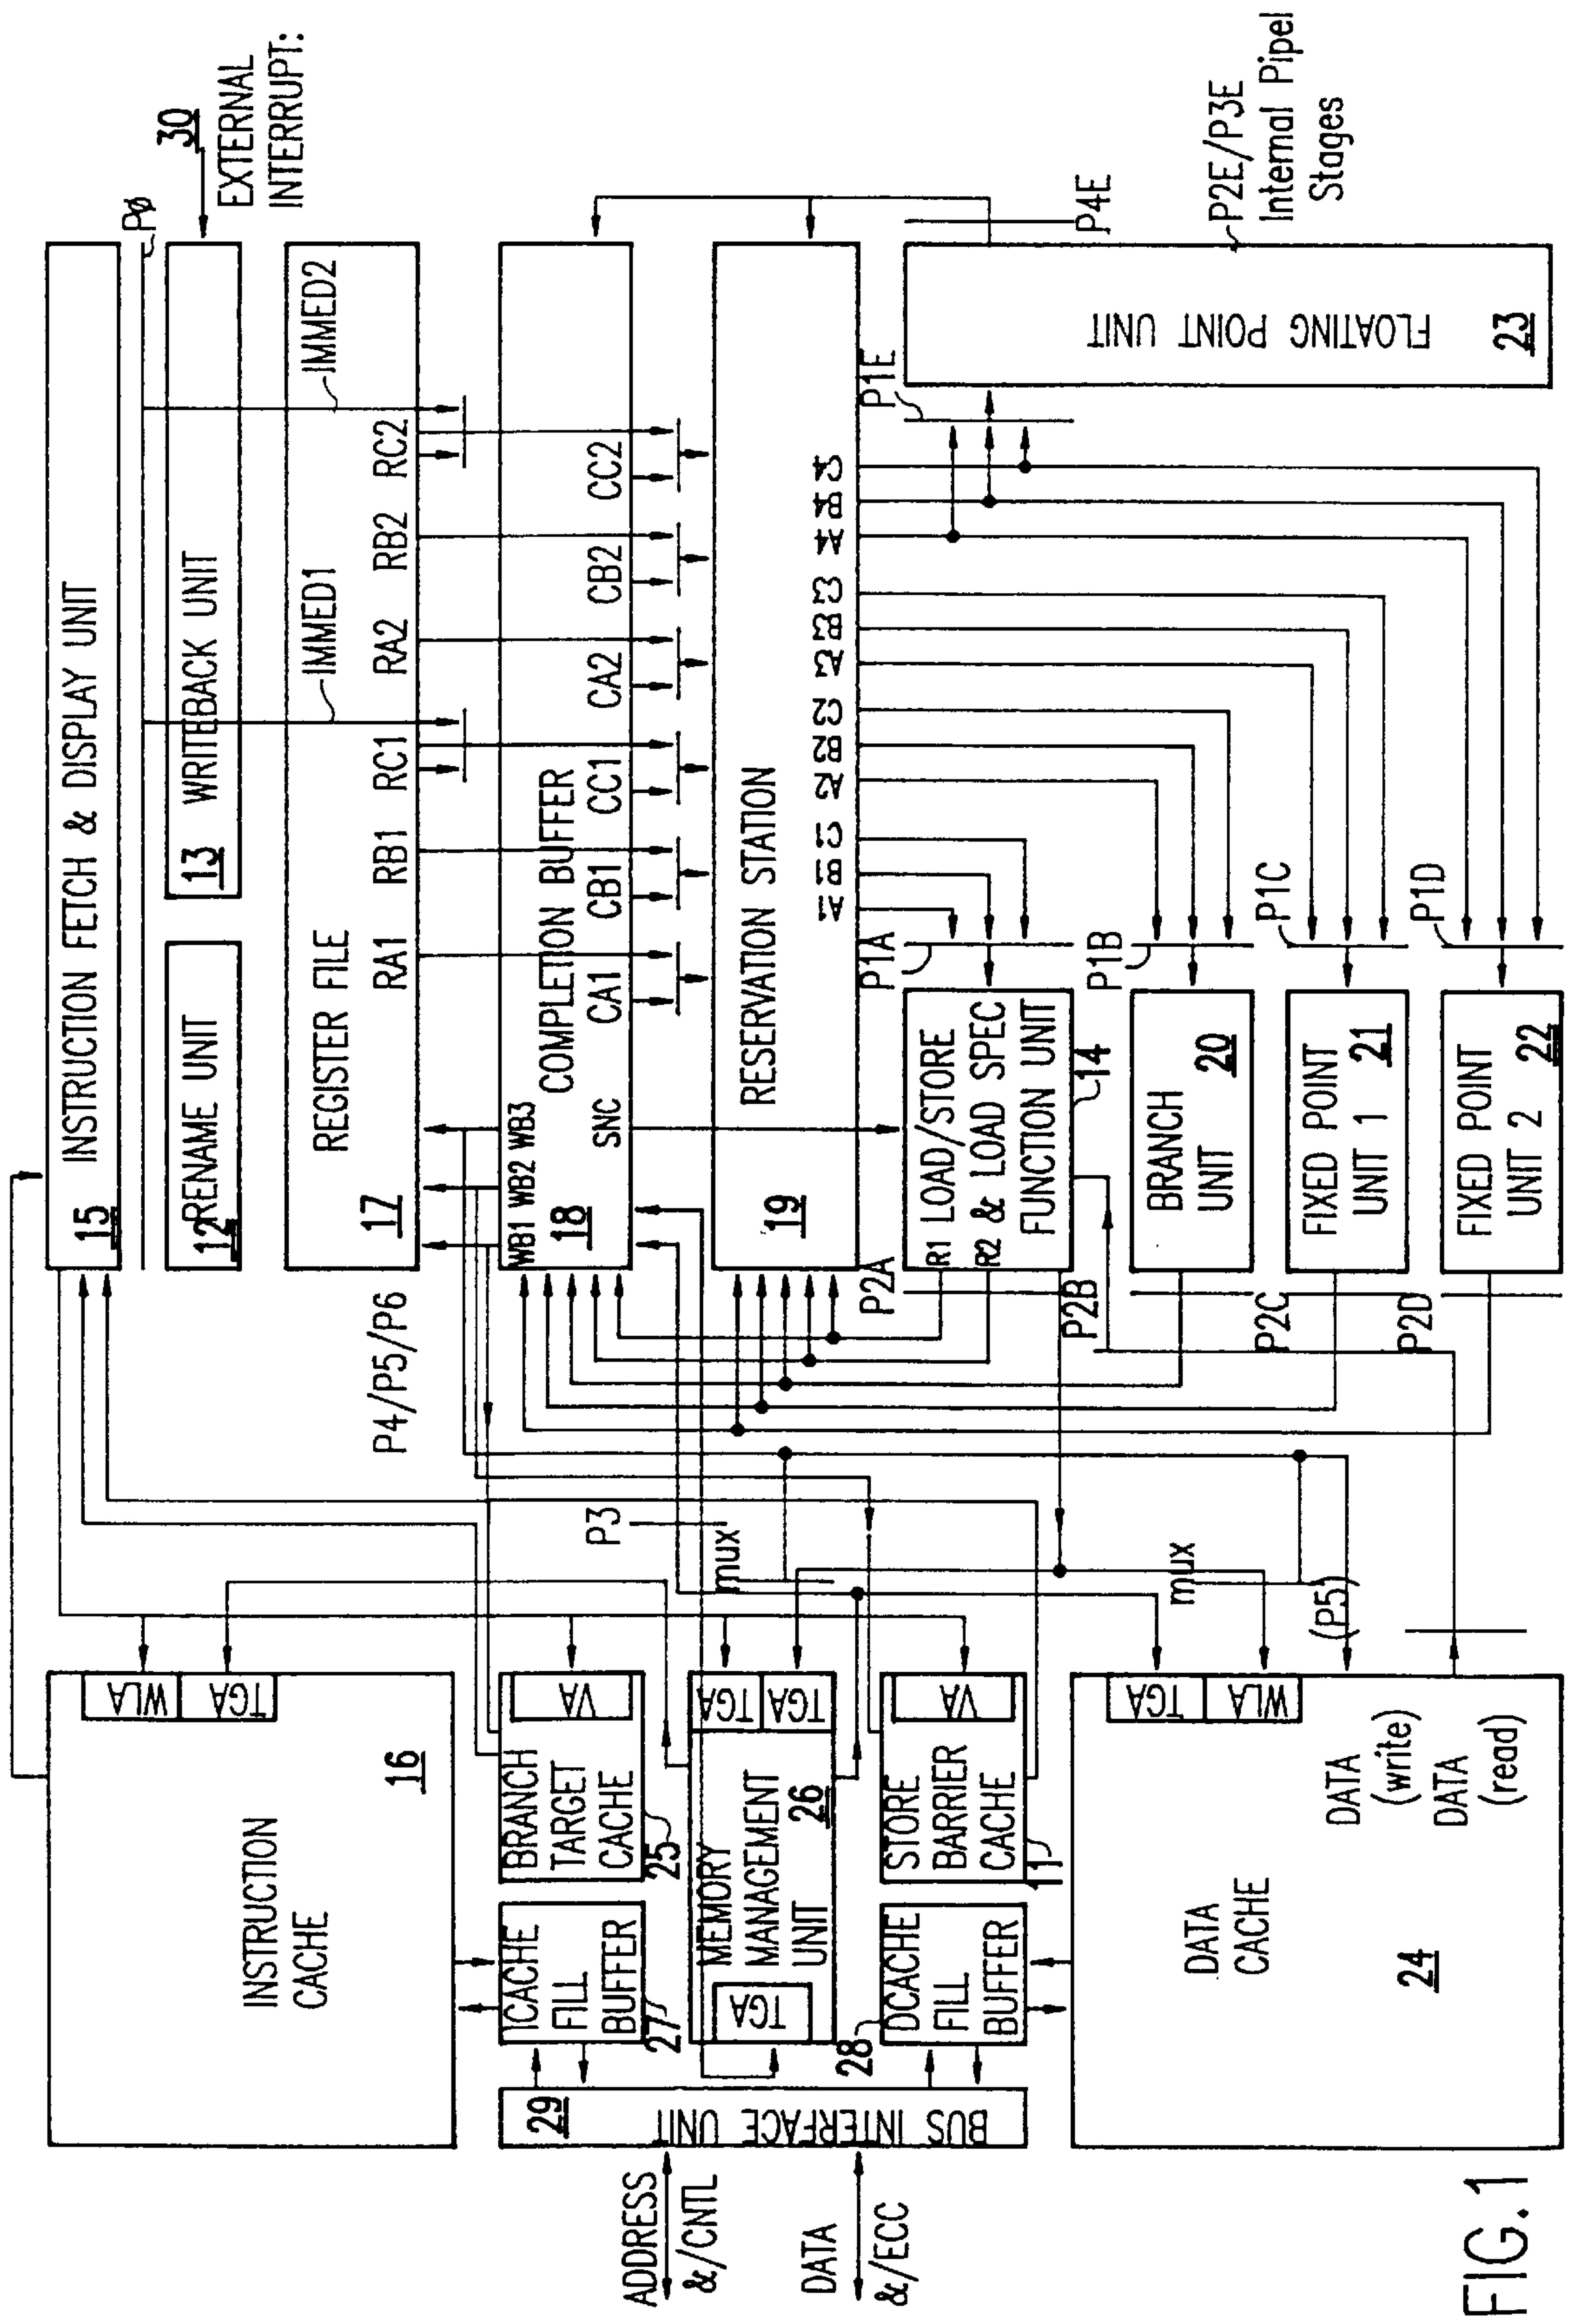 INSTRUCTION FETCH & DISPLAY UNIT
15
PØ
30
EXTERNAL
INTERRUPT:
RENAME UNIT
12
13
WRITEBACK UNIT
REGISTER FILE
17
IMMED1
IMMED2
RA1
RB1
RC1
RA2
RB2
RC2
P4/P5/P6
WB1
WB2
WB3
COMPLETION BUFFER
18
SNC
CA1
CB1
CC1
CA2
CB2
CC2
RESERVATION STATION
19
A1
B1
C1
A2
B2
C2
A3
B3
C3
A4
B4
C4
P1A
P1E
P2A
R1 LOAD/STORE
R2 & LOAD SPEC
FUNCTION UNIT
14
P2B
P1B
BRANCH
UNIT
20
P2C
P1C
FIXED POINT
UNIT 1
21
P2D
P1D
FIXED POINT
UNIT 2
22
FLOATING POINT UNIT
23
P4E
P2E/P3E
Internal Pipel
Stages
INSTRUCTION
CACHE
16
WLA
TGA
BRANCH
TARGET
CACHE
25
VA
ICACHE
FILL
BUFFER
27
MEMORY
MANAGEMENT
UNIT
26
TGA
TGA
TGA
P3
mux
STORE
BARRIER
CACHE
11
VA
DCACHE
FILL
BUFFER
28
mux
(P5)
DATA
CACHE
24
TGA
WLA
DATA
(write)
DATA
(read)
BUS INTERFACE UNIT
29
ADDRESS
&/CNTL
DATA
&/ECC
FIG.1